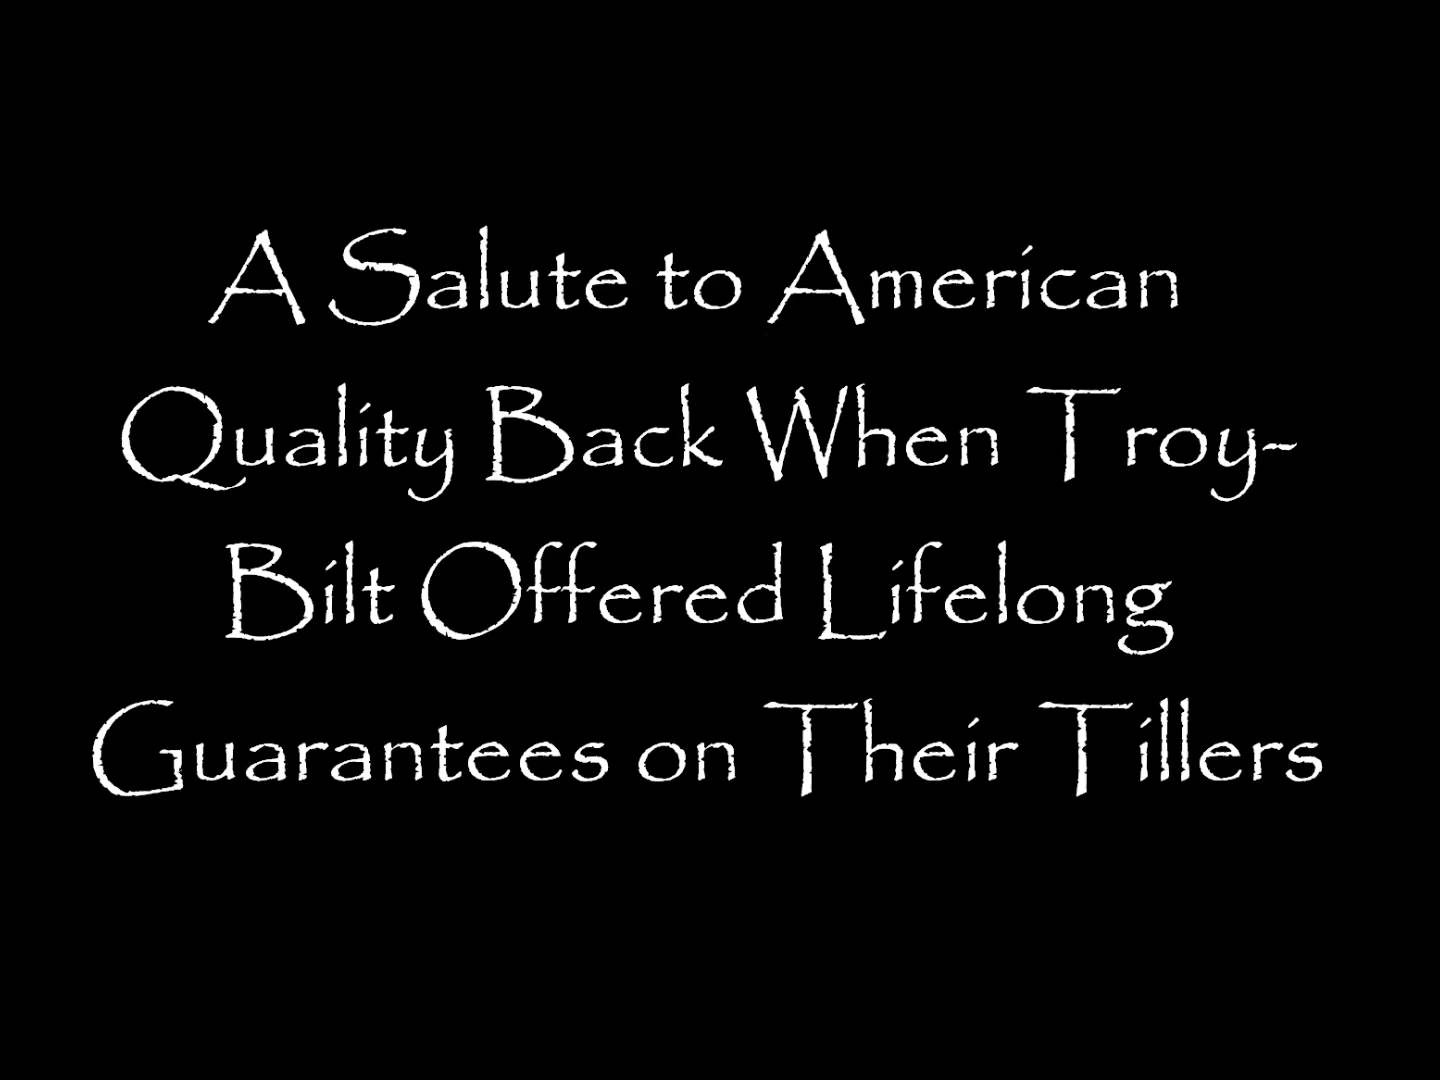 A Salute to American
Quality Back When Troy-
Bilt Offered Lifelong
Guarantees on Their Tillers